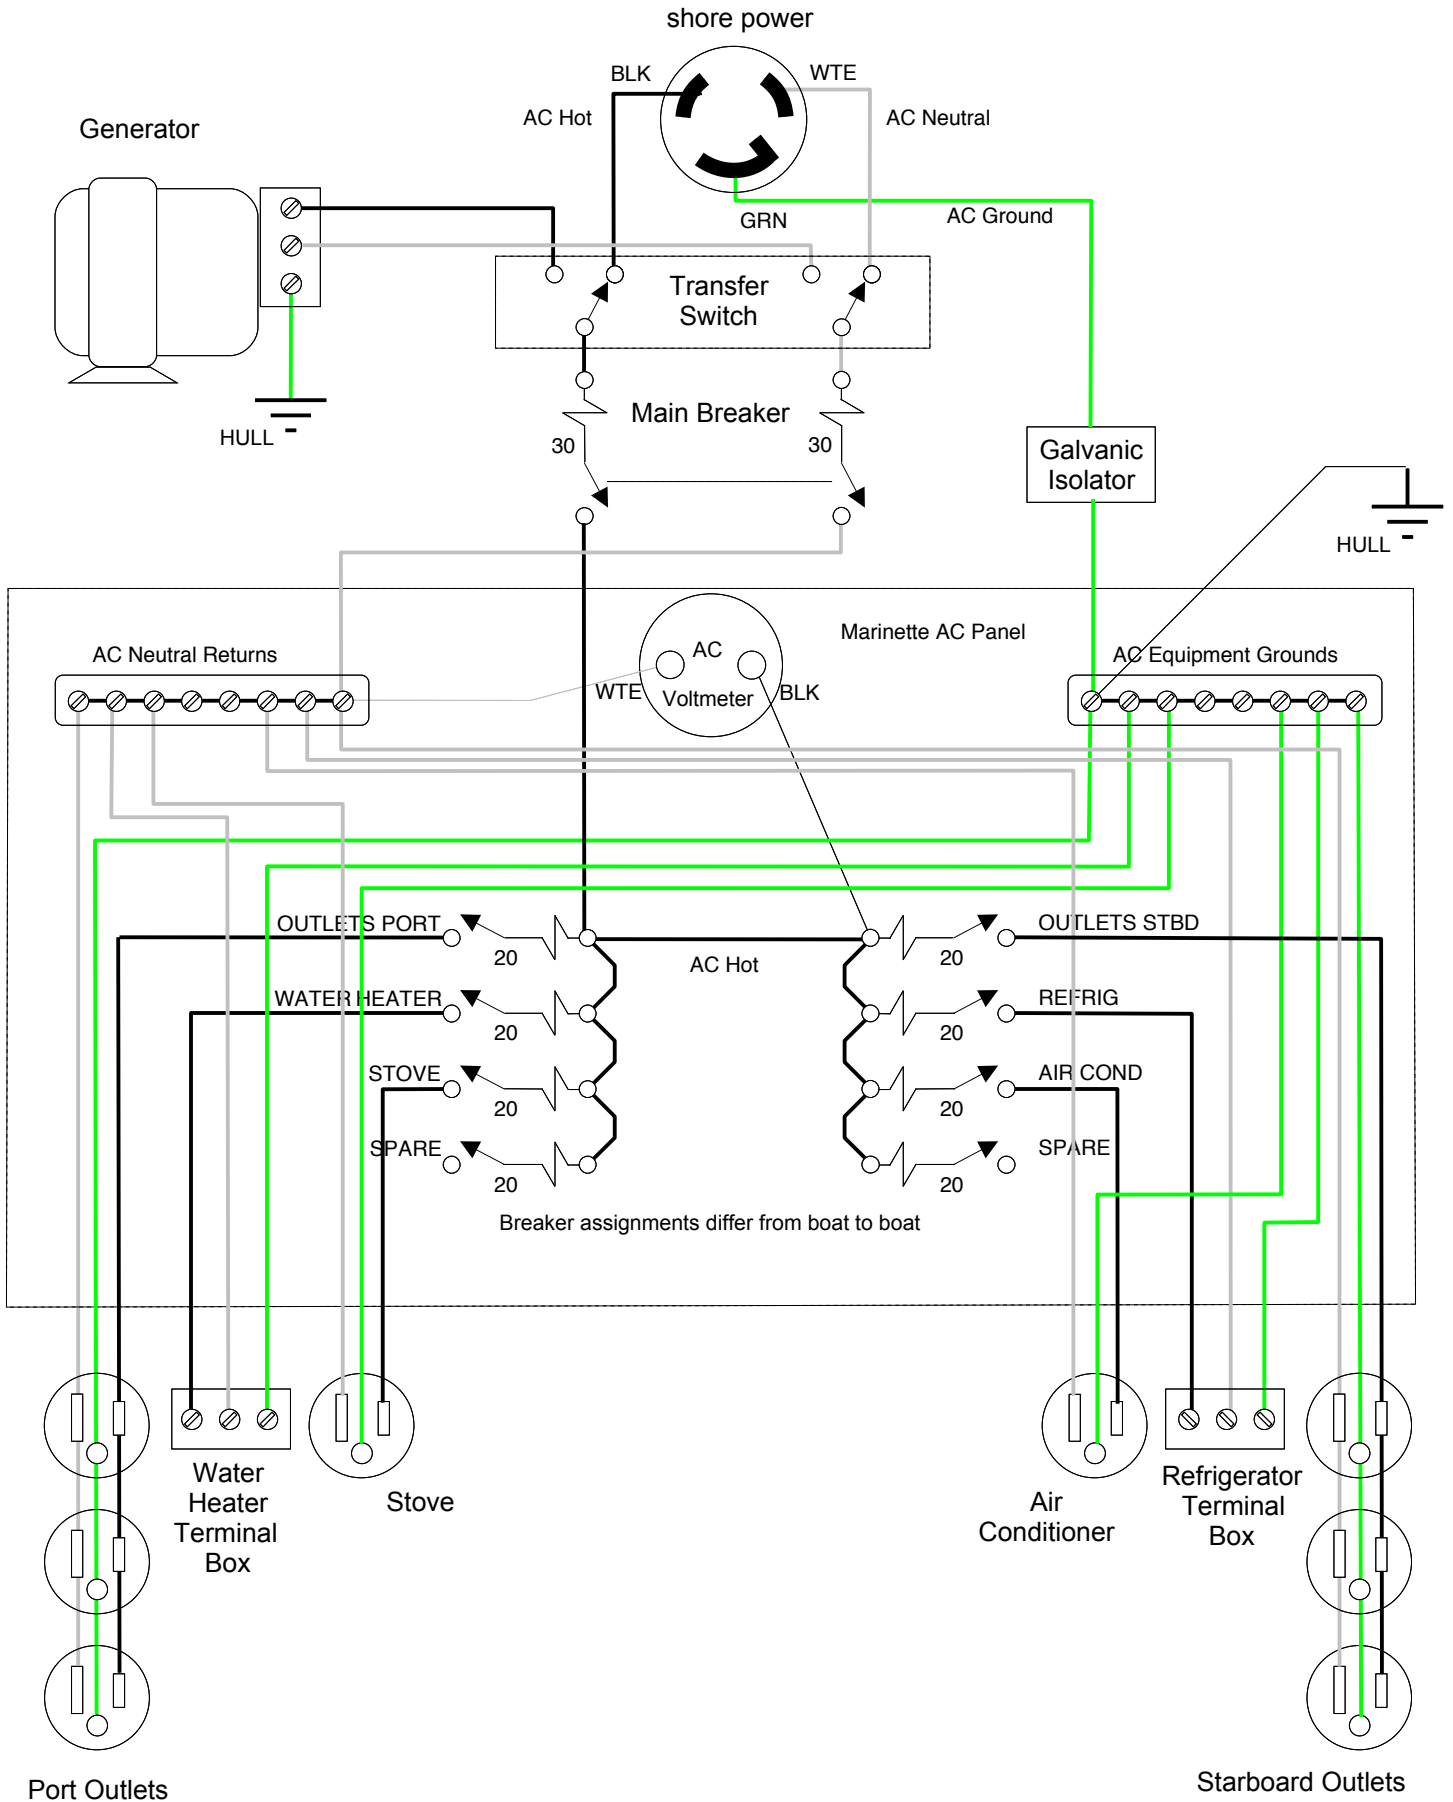 shore power
BLK
WTE
AC Hot
AC Neutral
Generator
GRN
AC Ground
Transfer
Switch
Main Breaker
30
30
HULL
Galvanic
Isolator
HULL
Marinette AC Panel
AC Neutral Returns
AC
Voltmeter
WTE
BLK
AC Equipment Grounds
OUTLETS PORT
20
AC Hot
OUTLETS STBD
20
WATER HEATER
20
REFRIG
20
STOVE
20
AIR COND
20
SPARE
20
SPARE
20
Breaker assignments differ from boat to boat
Water
Heater
Terminal
Box
Stove
Air
Conditioner
Refrigerator
Terminal
Box
Port Outlets
Starboard Outlets